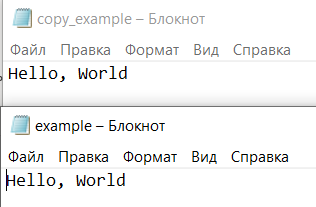 copy_example – Блокнот
Файл Правка Формат Вид Справка
Hello, World
example – Блокнот
Файл Правка Формат Вид Справка
Hello, World